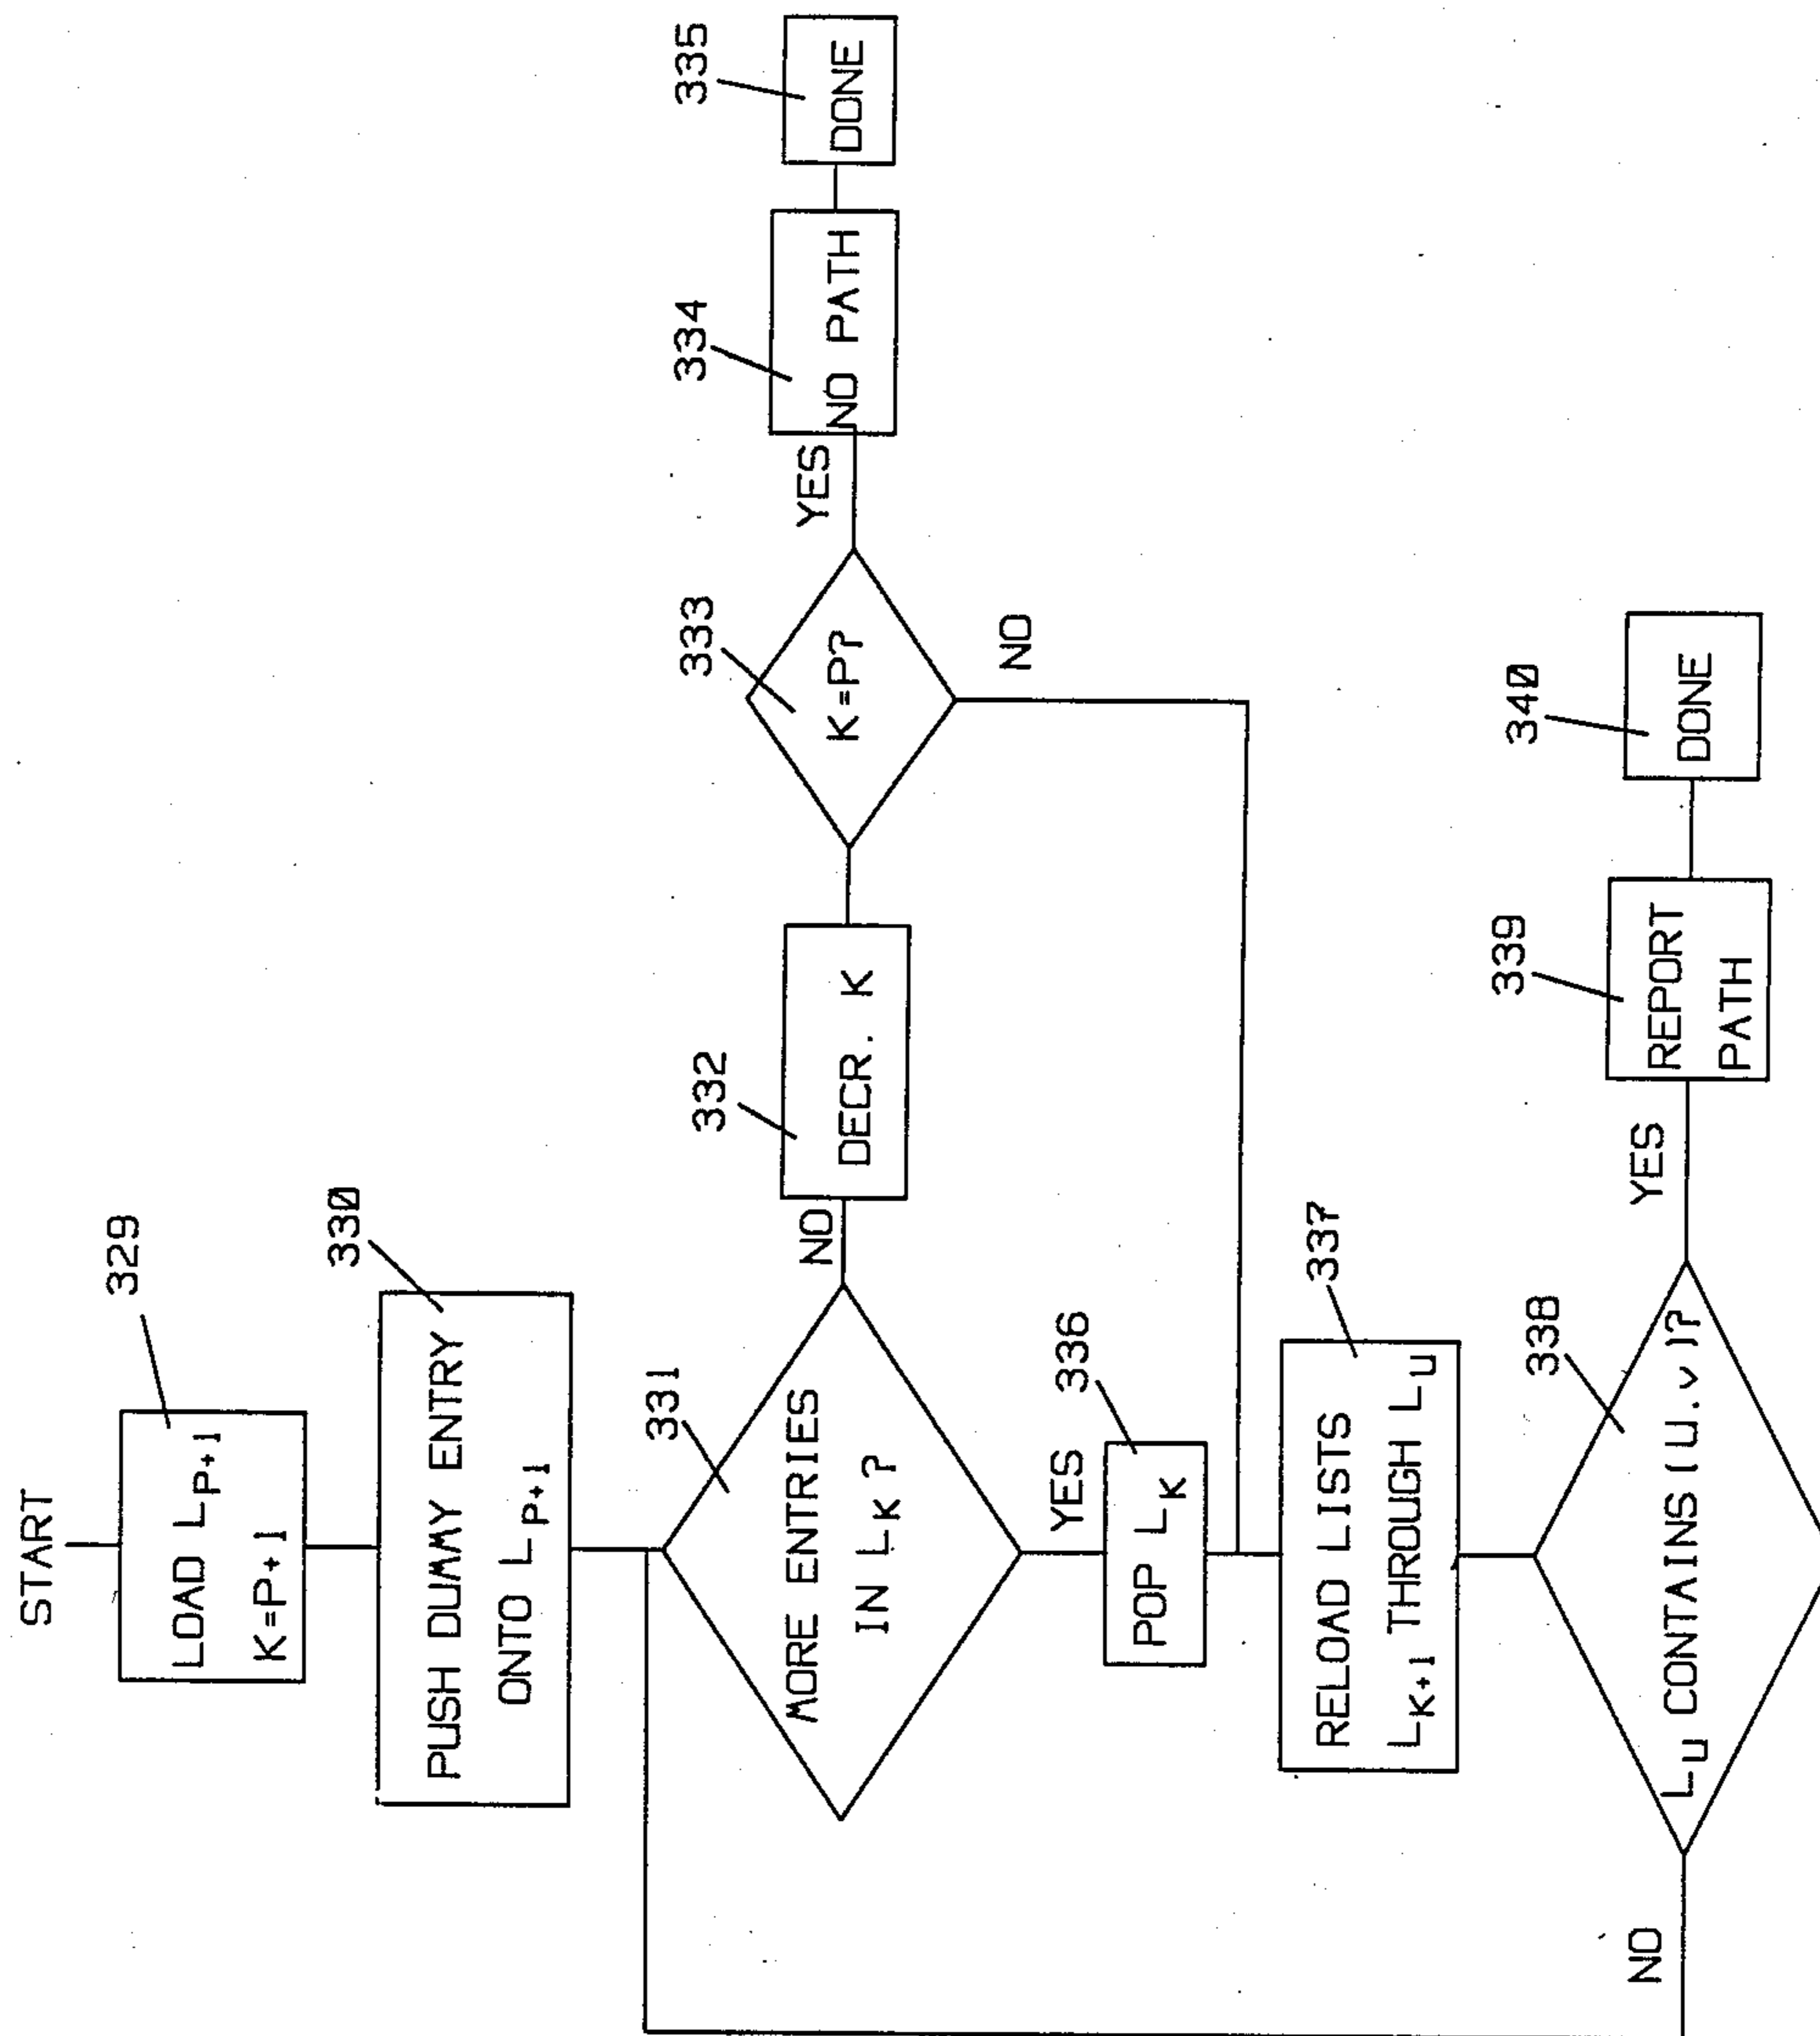 START
329
LOAD L_P+1
K=P+1
330
PUSH DUMMY ENTRY
ONTO L_P+1
331
MORE ENTRIES
IN L_K ?
NO
332
DECR. K
333
K=P?
YES
334
NO PATH
335
DONE
NO
YES
336
POP L_K
337
RELOAD LISTS
L_K+1 THROUGH L_U
338
L_U CONTAINS(U.V)?
YES
339
REPORT
PATH
340
DONE
NO